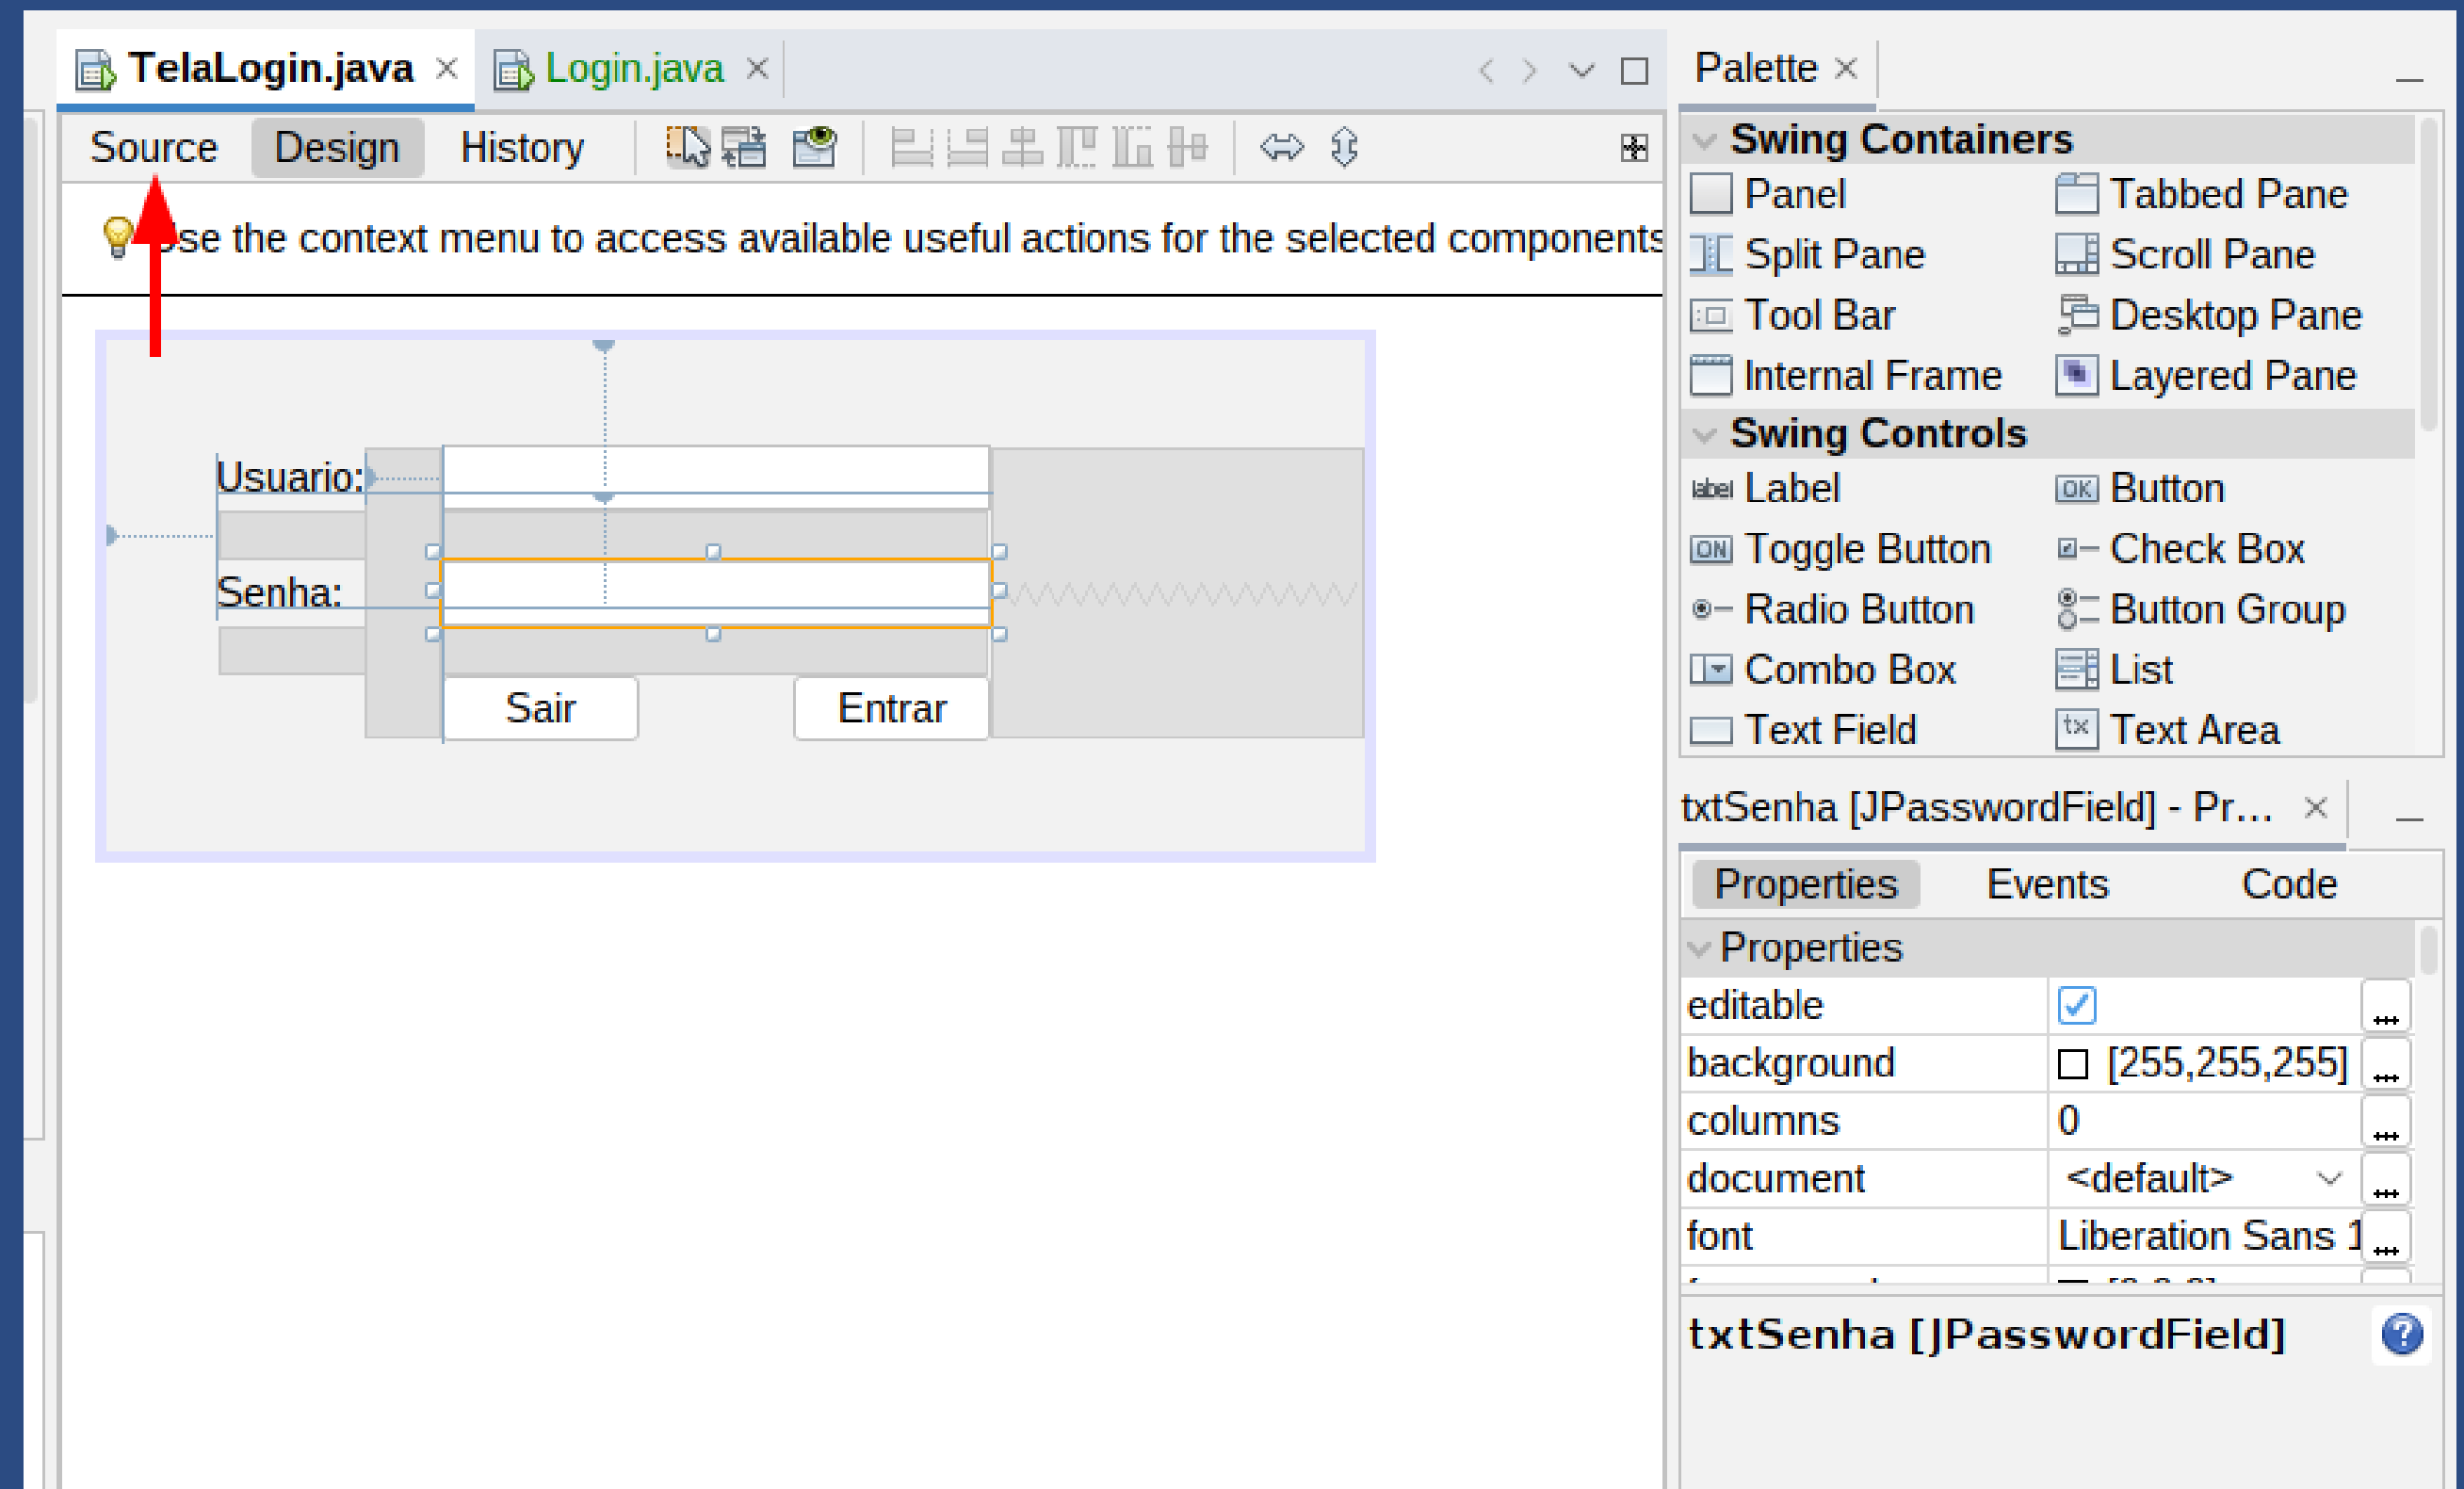 TelaLogin.java
Login.java
Source Design History
se the context menu to access available useful actions for the selected components
Usuario:
Senha:
Sair Entrar
Palette
Swing Containers
Panel Tabbed Pane
Split Pane Scroll Pane
Tool Bar Desktop Pane
Internal Frame Layered Pane
Swing Controls
label Label OK Button
ON Toggle Button Check Box
Radio Button Button Group
Combo Box List
Text Field tx Text Area
txtSenha [JPasswordField] - Pr...
Properties Events Code
Properties
editable ...
background [255,255,255] ...
columns 0 ...
document <default> ...
font Liberation Sans 1 ...
txtSenha [JPasswordField] ?